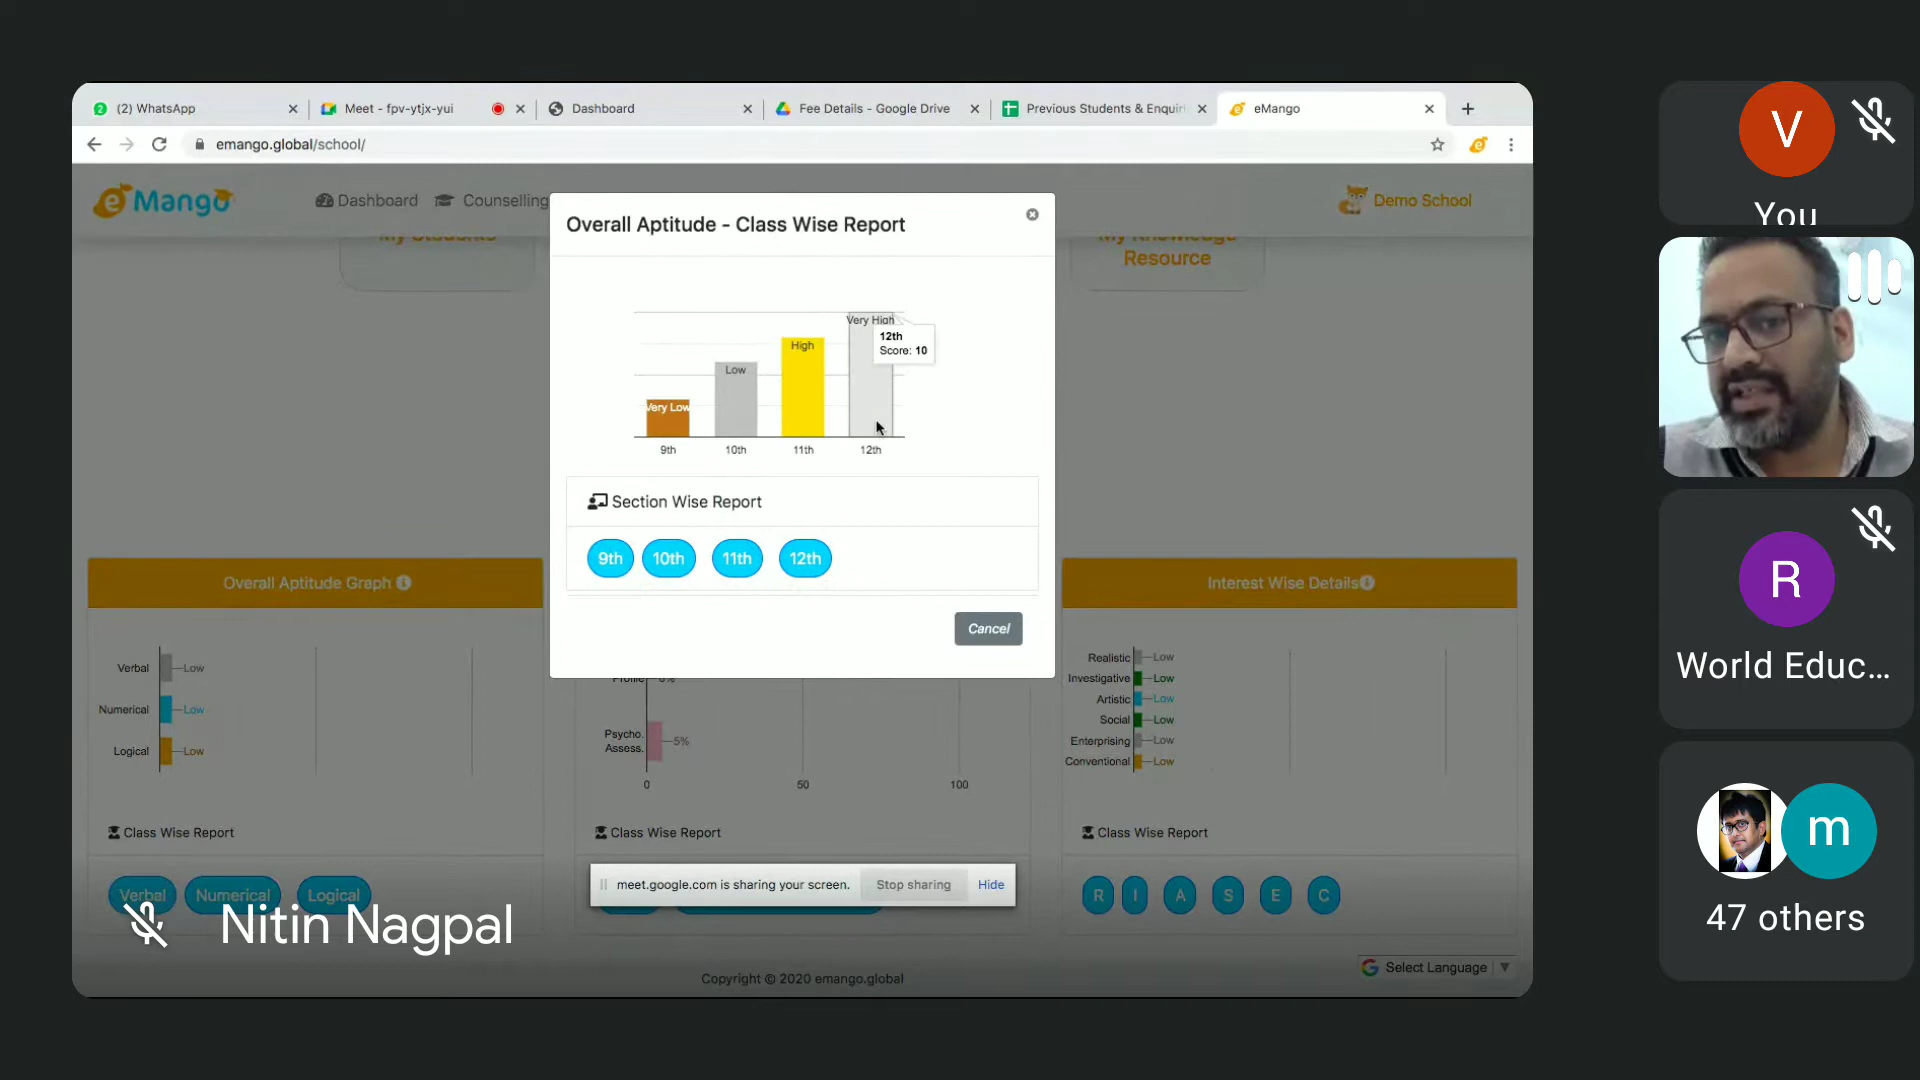 (2) WhatsApp
Meet - fpv-ytjx-yui
Dashboard
Fee Details - Google Drive
Previous Students & Enquiri
eMango
emango.global/school/
eMango
Dashboard
Counselling
Demo School
My Students
My Knowledge
Resource
Overall Aptitude - Class Wise Report
Very Low
Low
High
Very High
12th
Score: 10
9th
10th
11th
12th
Section Wise Report
9th
10th
11th
12th
Cancel
Overall Aptitude Graph
Verbal
Low
Numerical
Low
Logical
Low
Class Wise Report
Verbal
Numerical
Logical
Profile
Psycho.
Assess.
5%
0
50
100
Class Wise Report
Interest Wise Details
Realistic
Low
Investigative
Low
Artistic
Low
Social
Low
Enterprising
Low
Conventional
Low
Class Wise Report
R
I
A
S
E
C
meet.google.com is sharing your screen.
Stop sharing
Hide
Nitin Nagpal
Copyright © 2020 emango.global
Select Language
V
You
R
World Educ...
m
47 others